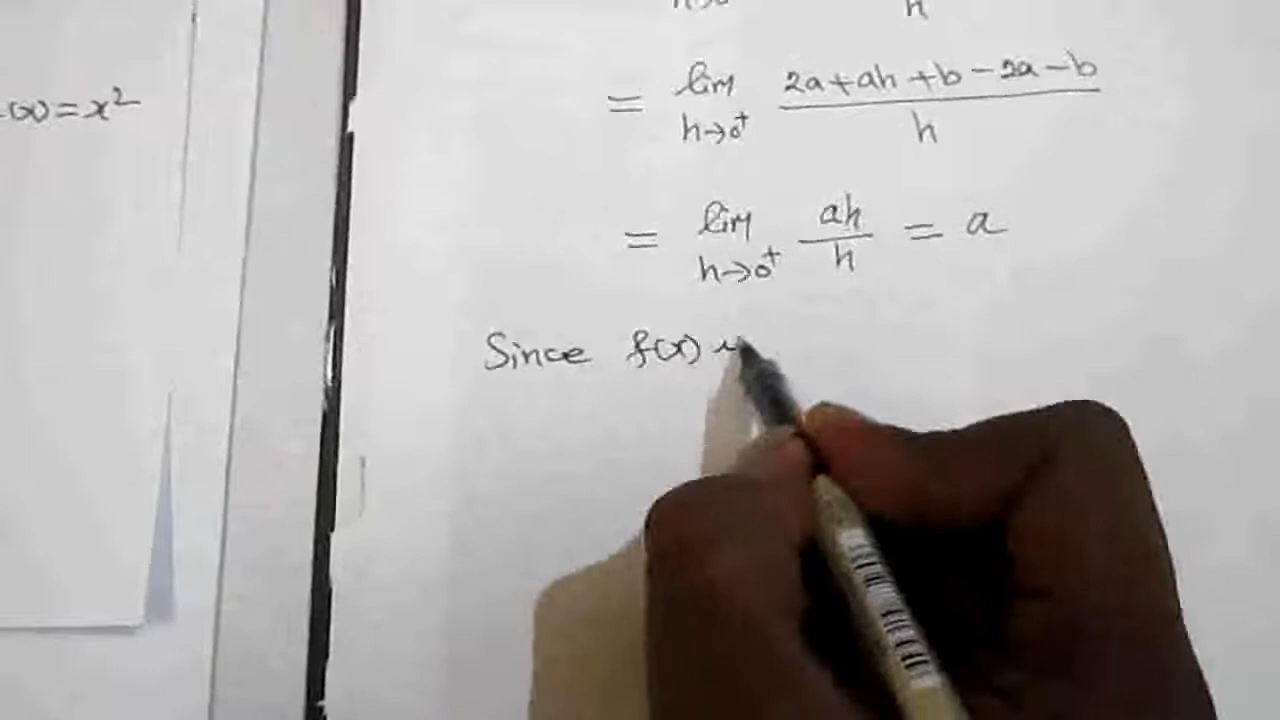 f(x) = x²
= lim h→0⁺ (2a + ah + b - 2a - b) / h
= lim h→0⁺ ah / h = a
Since f(x)